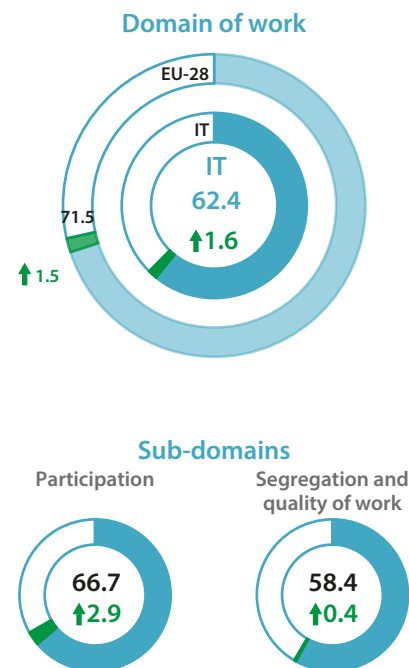 Domain of work
EU-28
IT
IT
62.4
71.5
↑1.6
↑1.5
Sub-domains
Participation
Segregation and
quality of work
66.7
↑2.9
58.4
↑0.4